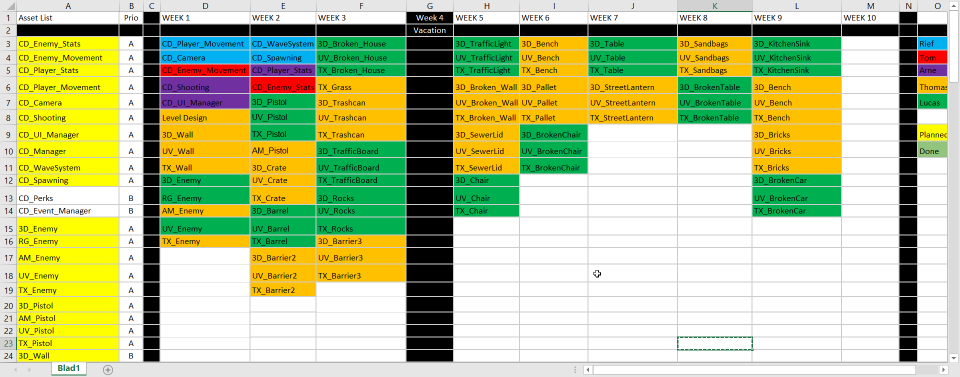 A B C D E F G H I J K L M N O
1 Asset List Prio WEEK 1 WEEK 2 WEEK 3 Week 4 WEEK 5 WEEK 6 WEEK 7 WEEK 8 WEEK 9 WEEK 10
2 Vacation
3 CD_Enemy_Stats A CD_Player_Movement CD_WaveSystem 3D_Broken_House 3D_TrafficLight 3D_Bench 3D_Table 3D_Sandbags 3D_KitchenSink Rief
4 CD_Enemy_Movement A CD_Camera CD_Spawning UV_Broken_House UV_TrafficLight UV_Bench UV_Table UV_Sandbags UV_KitchenSink Tom
5 CD_Player_Stats A CD_Enemy_Movement CD_Player_Stats TX_Broken_House TX_TrafficLight TX_Bench TX_Table TX_Sandbags TX_KitchenSink Arne
6 CD_Player_Movement A CD_Shooting CD_Enemy_Stats TX_Grass 3D_Broken_Wall 3D_Pallet 3D_StreetLantern 3D_BrokenTable 3D_Bench Thomas
7 CD_Camera A CD_UI_Manager 3D_Pistol 3D_Trashcan UV_Broken_Wall UV_Pallet UV_StreetLantern UV_BrokenTable UV_Bench Lucas
8 CD_Shooting A Level Design UV_Pistol UV_Trashcan TX_Broken_Wall TX_Pallet TX_StreetLantern TX_BrokenTable TX_Bench
9 CD_UI_Manager A 3D_Wall TX_Pistol TX_Trashcan 3D_SewerLid 3D_BrokenChair 3D_Bricks Planned
10 CD_Manager A UV_Wall AM_Pistol 3D_TrafficBoard UV_SewerLid UV_BrokenChair UV_Bricks Done
11 CD_WaveSystem A TX_Wall 3D_Crate UV_TrafficBoard TX_SewerLid TX_BrokenChair TX_Bricks
12 CD_Spawning A 3D_Enemy UV_Crate TX_TrafficBoard 3D_Chair 3D_BrokenCar
13 CD_Perks B RG_Enemy TX_Crate 3D_Rocks UV_Chair UV_BrokenCar
14 CD_Event_Manager B AM_Enemy 3D_Barrel UV_Rocks TX_Chair TX_BrokenCar
15 3D_Enemy A UV_Enemy UV_Barrel TX_Rocks
16 RG_Enemy A TX_Enemy TX_Barrel 3D_Barrier3
17 AM_Enemy A 3D_Barrier2 UV_Barrier3
18 UV_Enemy A UV_Barrier2 TX_Barrier3
19 TX_Enemy A TX_Barrier2
20 3D_Pistol A
21 AM_Pistol A
22 UV_Pistol A
23 TX_Pistol A
24 3D_Wall B
Blad1